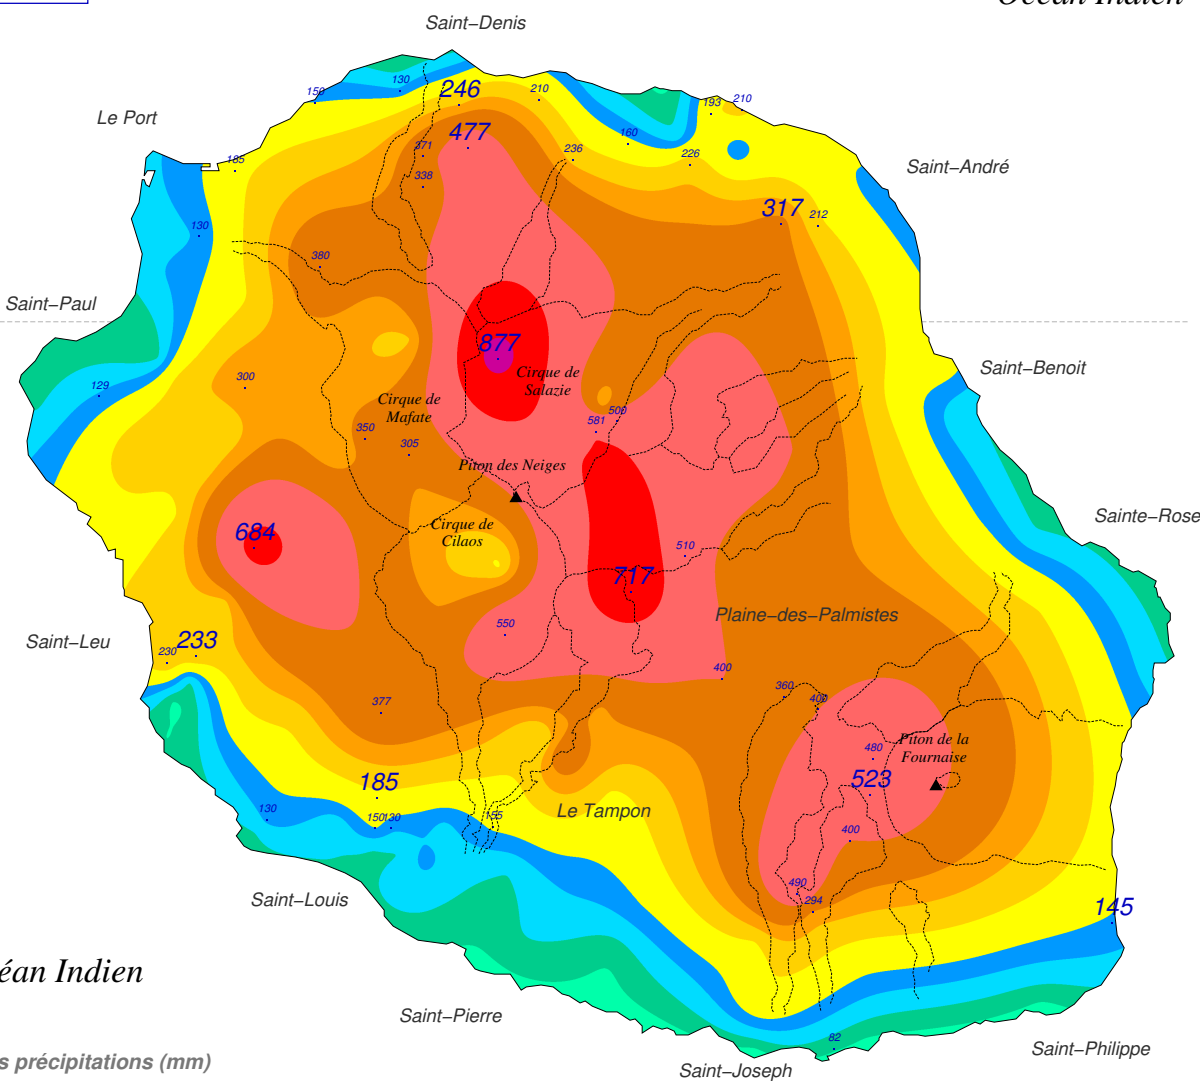 Saint-Denis
Océan Indien
130
150
246
210
193
210
Le Port
477
160
371
236
226
185
Saint-André
338
317
212
130
380
Saint-Paul
877
Cirque de
Salazie
Saint-Benoit
300
129
Cirque de
Mafate
500
581
350
305
Piton des Neiges
Sainte-Rose
684
Cirque de
Cilaos
510
717
Plaine-des-Palmistes
550
Saint-Leu
233
230
400
360
400
377
Piton de la
Fournaise
480
523
185
Le Tampon
130
150
130
155
400
490
294
Saint-Louis
145
éan Indien
Saint-Pierre
82
Saint-Philippe
s précipitations (mm)
Saint-Joseph